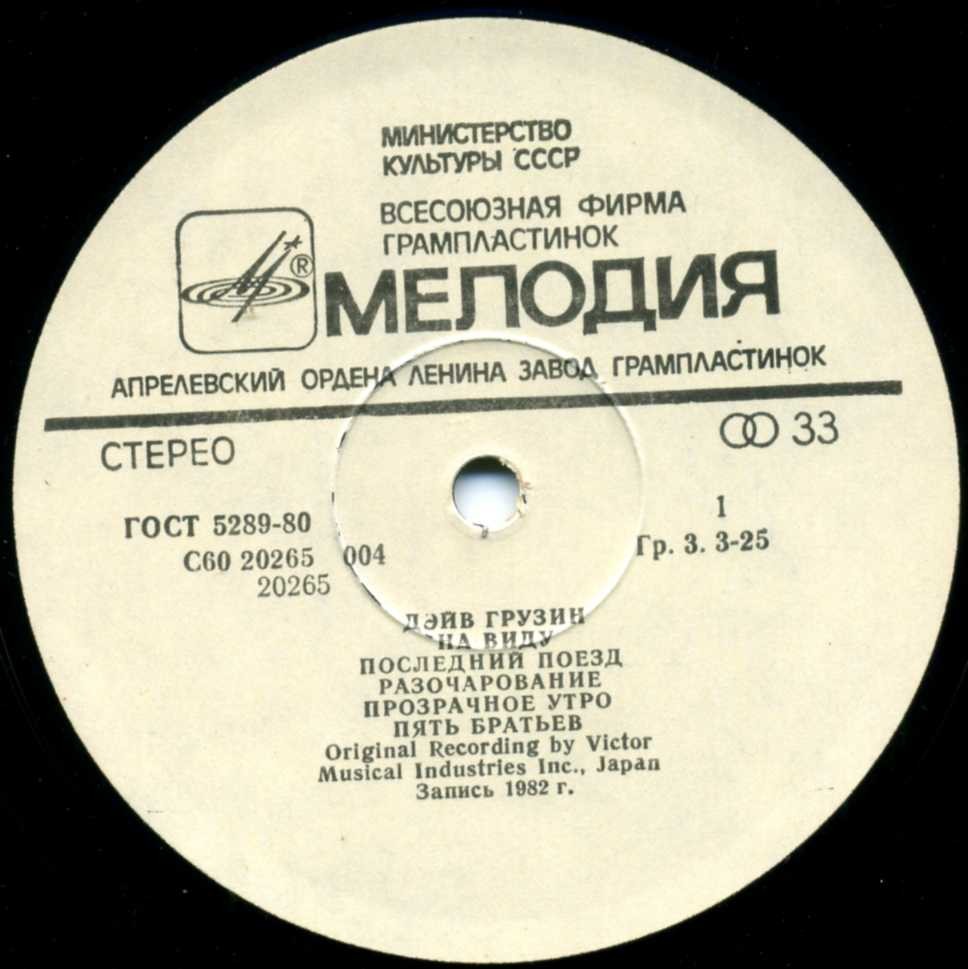 МИНИСТЕРСТВО
КУЛЬТУРЫ СССР
ВСЕСОЮЗНАЯ ФИРМА
ГРАМПЛАСТИНОК
®
МЕЛОДИЯ
АПРЕЛЕВСКИЙ ОРДЕНА ЛЕНИНА ЗАВОД ГРАМПЛАСТИНОК
СТЕРЕО
33
ГОСТ 5289-80
1
С60 20265 004
Гр. 3. 3-25
20265
ДЭЙВ ГРУЗИН
НА ВИДУ
ПОСЛЕДНИЙ ПОЕЗД
РАЗОЧАРОВАНИЕ
ПРОЗРАЧНОЕ УТРО
ПЯТЬ БРАТЬЕВ
Original Recording by Victor
Musical Industries Inc., Japan
Запись 1982 г.